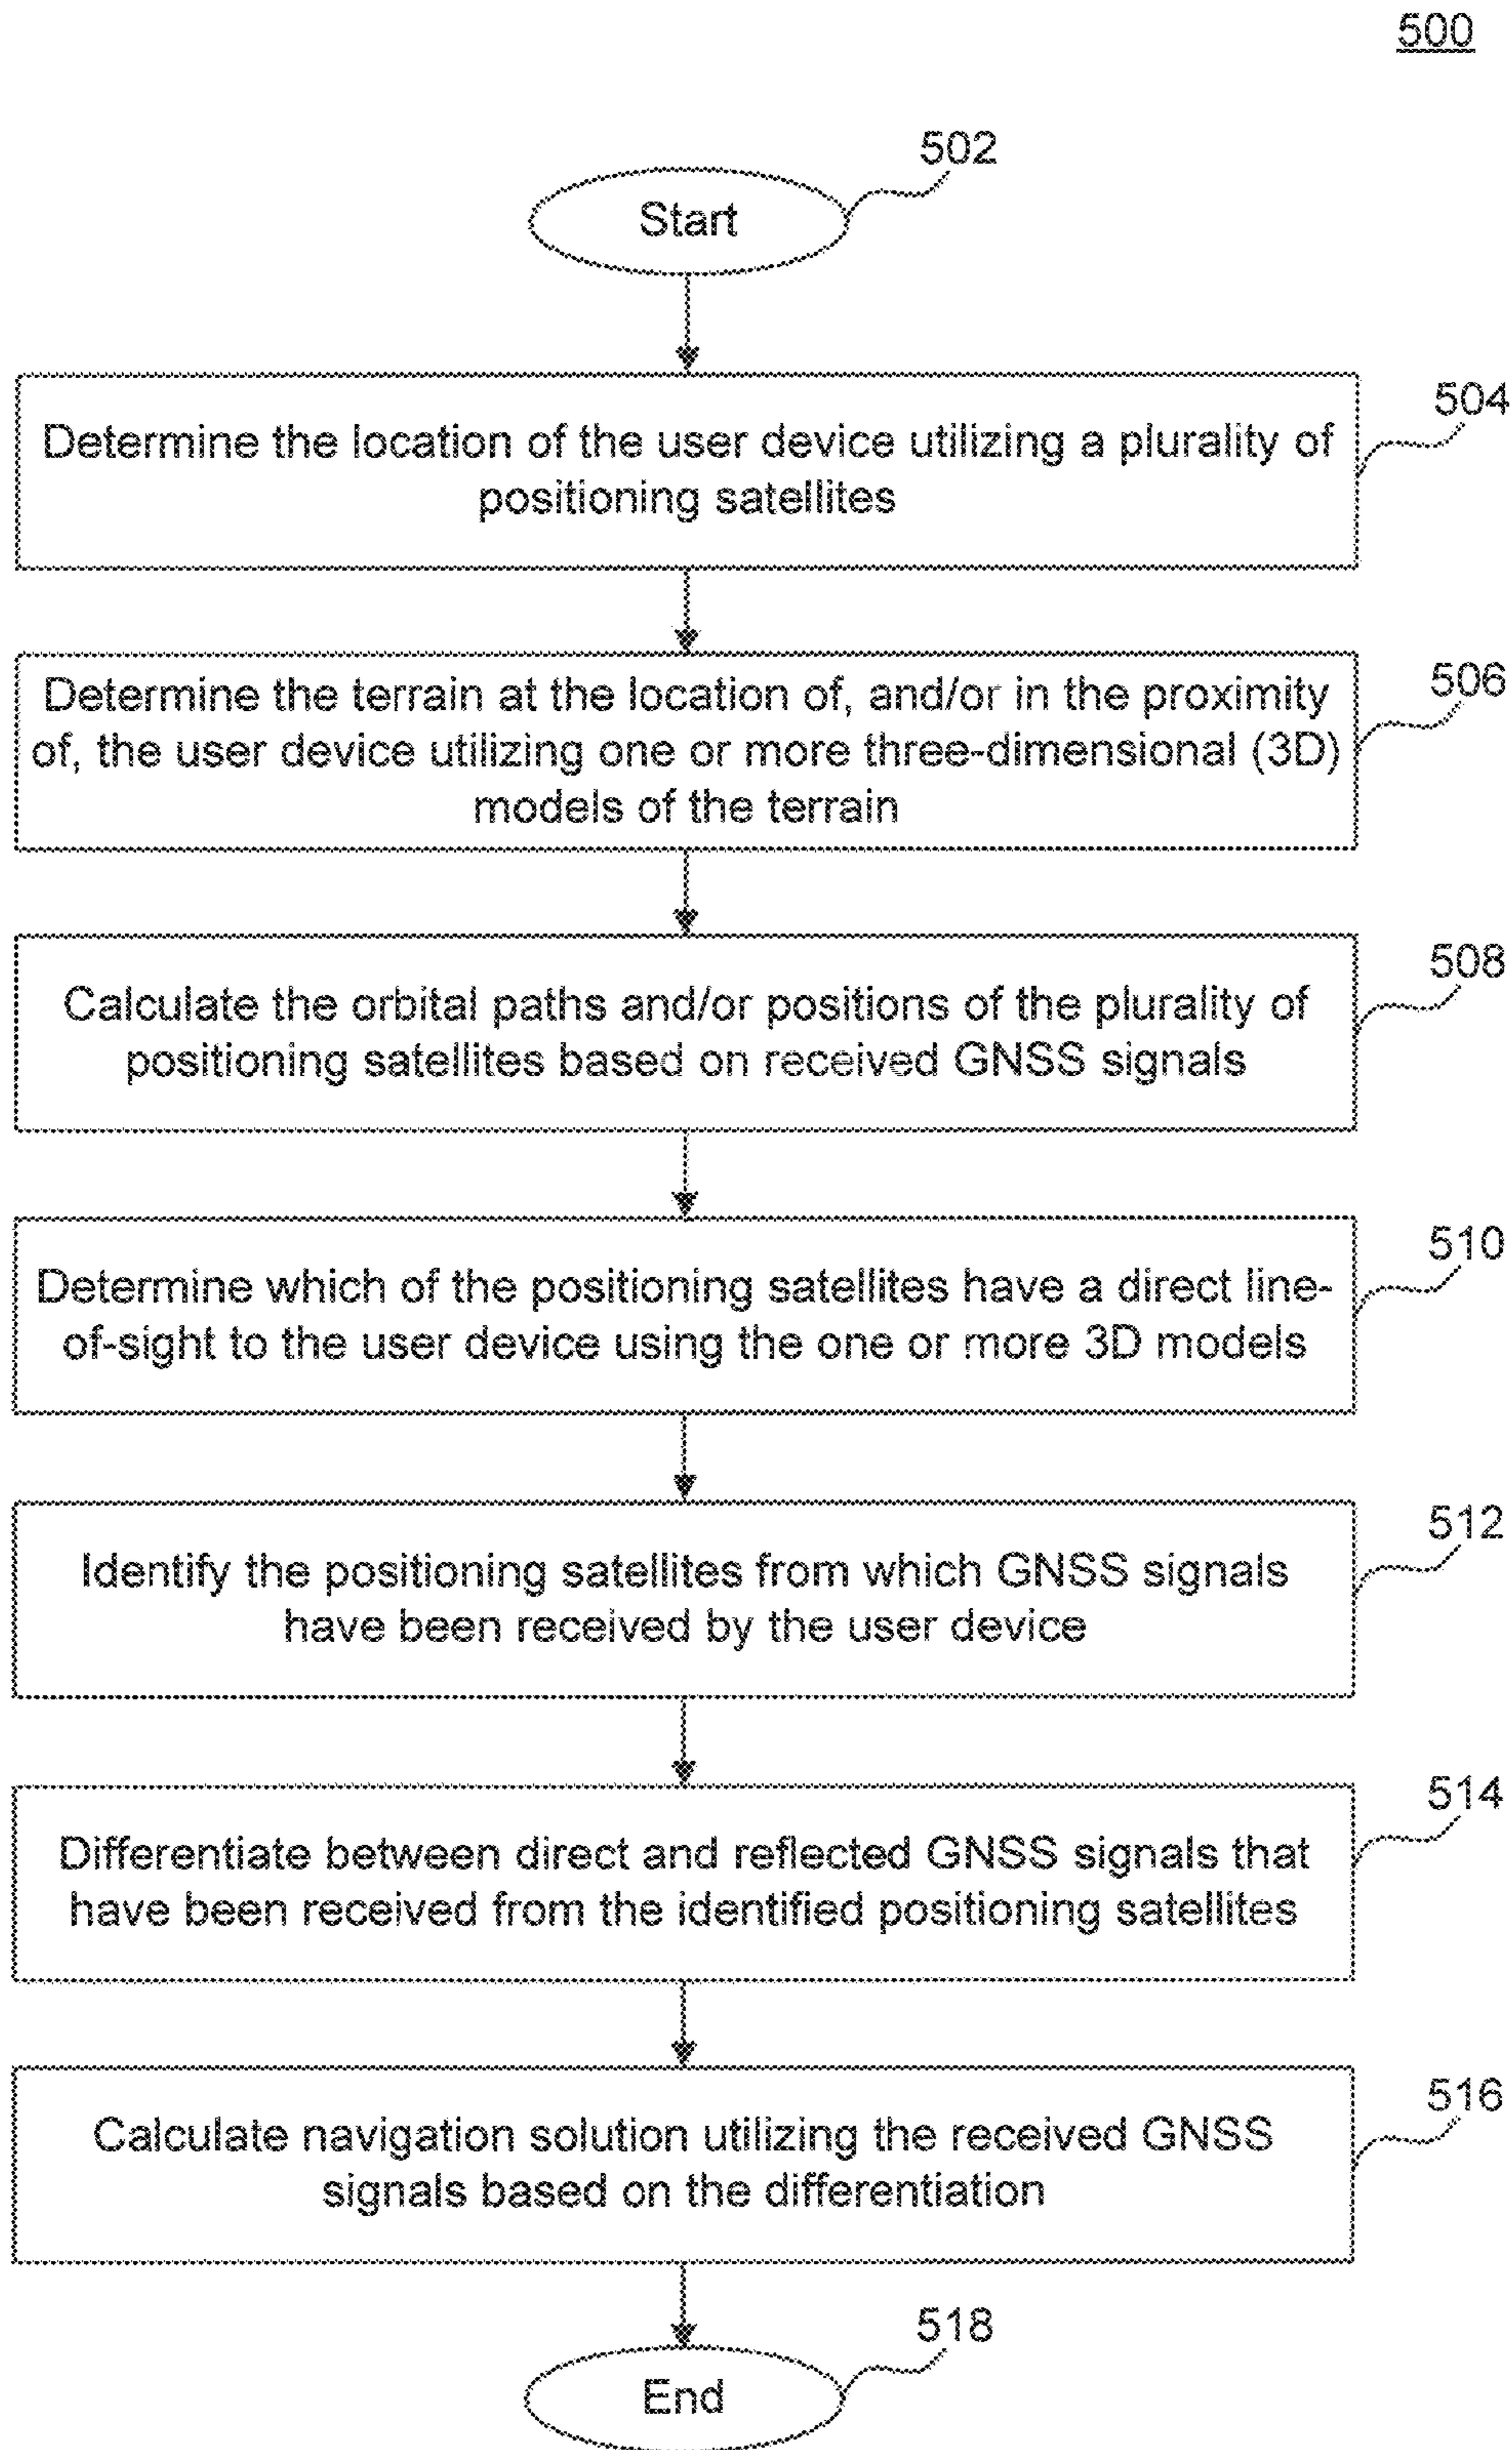 500
502
Start
504
Determine the location of the user device utilizing a plurality of
positioning satellites
506
Determine the terrain at the location of, and/or in the proximity
of, the user device utilizing one or more three-dimensional (3D)
models of the terrain
508
Calculate the orbital paths and/or positions of the plurality of
positioning satellites based on received GNSS signals
510
Determine which of the positioning satellites have a direct line-
of-sight to the user device using the one or more 3D models
512
Identify the positioning satellites from which GNSS signals
have been received by the user device
514
Differentiate between direct and reflected GNSS signals that
have been received from the identified positioning satellites
516
Calculate navigation solution utilizing the received GNSS
signals based on the differentiation
518
End